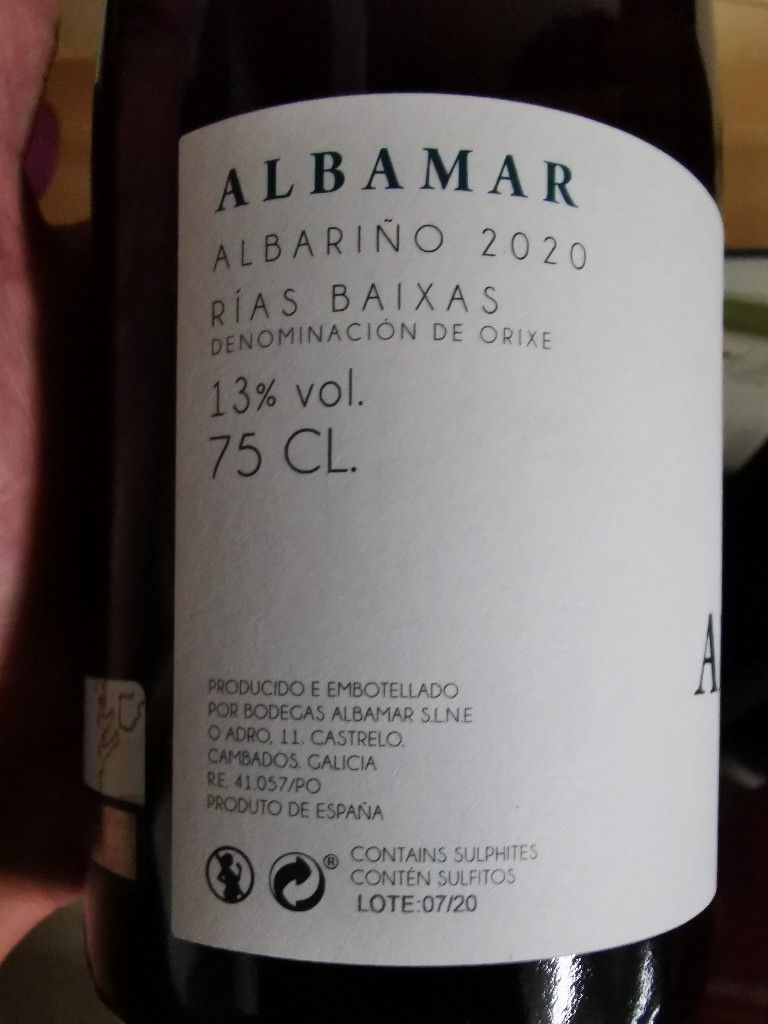 ALBAMAR
ALBARIÑO 2020
RÍAS BAIXAS
DENOMINACIÓN DE ORIXE
13% vol.
75 CL.
A
PRODUCIDO E EMBOTELLADO
POR BODEGAS ALBAMAR S.L.N.E
O ADRO, 11, CASTRELO.
CAMBADOS, GALICIA
R.E. 41.057/PO
PRODUTO DE ESPAÑA
® CONTAINS SULPHITES
CONTÉN SULFITOS
LOTE:07/20